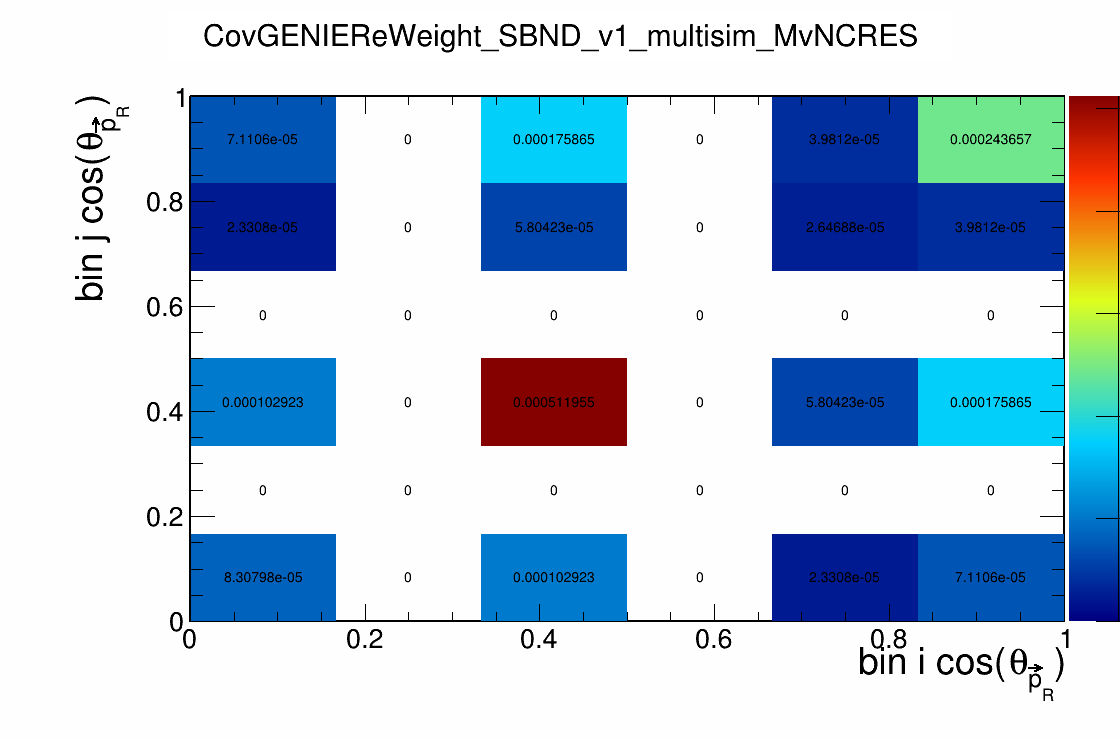 CovGENIEReWeight_SBND_v1_multisim_MvNCRES
bin j cos(θ_p⃗_R)
1
0.8
0.6
0.4
0.2
0
7.1106e-05 0 0.000175865 0 3.9812e-05 0.000243657
2.3308e-05 0 5.80423e-05 0 2.64688e-05 3.9812e-05
0 0 0 0 0 0
0.000102923 0 0.000511955 0 5.80423e-05 0.000175865
0 0 0 0 0 0
8.30798e-05 0 0.000102923 0 2.3308e-05 7.1106e-05
0 0.2 0.4 0.6 0.8 1
bin i cos(θ_p⃗_R)